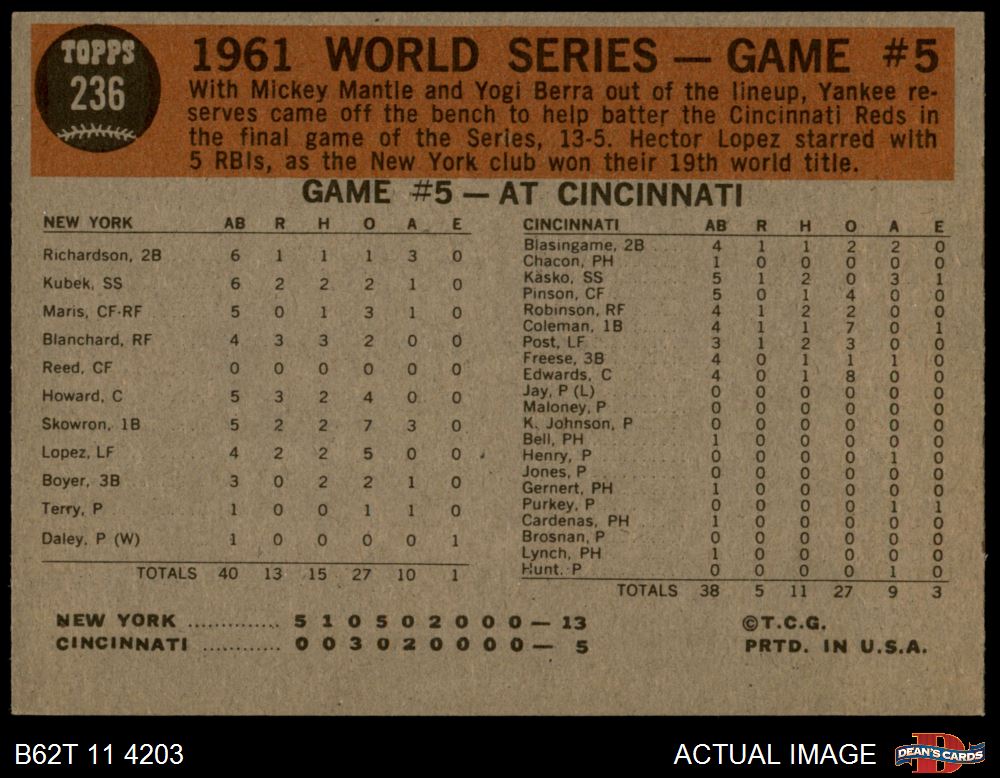 TOPPS
236
1961 WORLD SERIES — GAME #5
With Mickey Mantle and Yogi Berra out of the lineup, Yankee re-
serves came off the bench to help batter the Cincinnati Reds in
the final game of the Series, 13-5. Hector Lopez starred with
5 RBIs, as the New York club won their 19th world title.
GAME #5 — AT CINCINNATI
NEW YORK AB R H O A E
Richardson, 2B 6 1 1 1 3 0
Kubek, SS 6 2 2 2 1 0
Maris, CF-RF 5 0 1 3 1 0
Blanchard, RF 4 3 3 2 0 0
Reed, CF 0 0 0 0 0 0
Howard, C 5 3 2 4 0 0
Skowron, 1B 5 2 2 7 3 0
Lopez, LF 4 2 2 5 0 0
Boyer, 3B 3 0 2 2 1 0
Terry, P 1 0 0 1 1 0
Daley, P (W) 1 0 0 0 0 1
TOTALS 40 13 15 27 10 1
CINCINNATI AB R H O A E
Blasingame, 2B 4 1 1 2 2 0
Chacon, PH 1 0 0 0 0 0
Kasko, SS 5 1 2 0 3 1
Pinson, CF 5 0 1 4 0 0
Robinson, RF 4 1 2 2 0 0
Coleman, 1B 4 1 1 7 0 1
Post, LF 3 1 2 3 0 0
Freese, 3B 4 0 1 1 1 0
Edwards, C 4 0 1 8 0 0
Jay, P (L) 0 0 0 0 0 0
Maloney, P 0 0 0 0 0 0
K. Johnson, P 0 0 0 0 0 0
Bell, PH 1 0 0 0 0 0
Henry, P 0 0 0 0 1 0
Jones, P 0 0 0 0 0 0
Gernert, PH 1 0 0 0 0 0
Purkey, P 0 0 0 0 1 1
Cardenas, PH 1 0 0 0 0 0
Brosnan, P 0 0 0 0 0 0
Lynch, PH 1 0 0 0 0 0
Hunt, P 0 0 0 0 1 0
TOTALS 38 5 11 27 9 3
NEW YORK .............. 5 1 0 5 0 2 0 0 0 — 13
CINCINNATI ............ 0 0 3 0 2 0 0 0 0 — 5
©T.C.G.
PRTD. IN U.S.A.
B62T 11 4203
ACTUAL IMAGE
D
DEAN'S CARDS